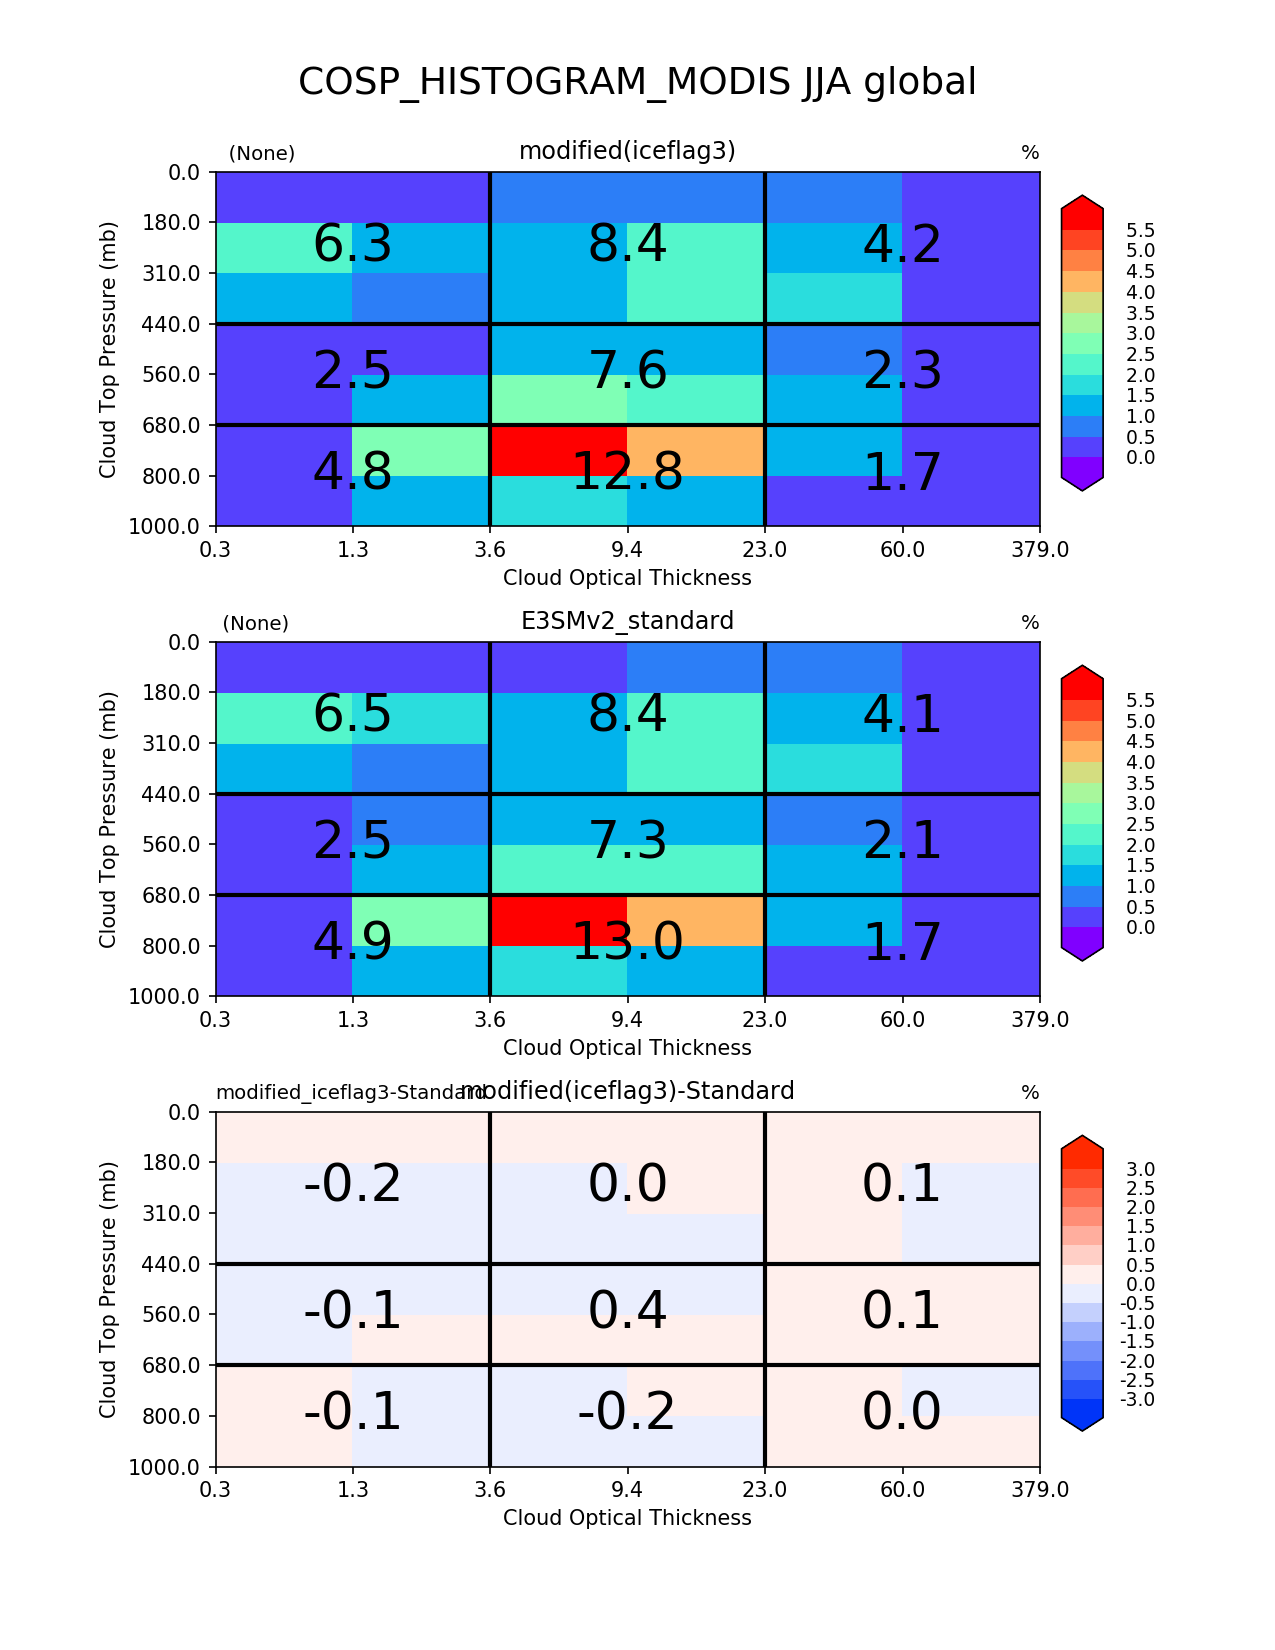 COSP_HISTOGRAM_MODIS JJA global
(None) modified(iceflag3) %
0.0
180.0
310.0
440.0
560.0
680.0
800.0
1000.0
Cloud Top Pressure (mb)
6.3 8.4 4.2
2.5 7.6 2.3
4.8 12.8 1.7
0.3 1.3 3.6 9.4 23.0 60.0 379.0
Cloud Optical Thickness
5.5
5.0
4.5
4.0
3.5
3.0
2.5
2.0
1.5
1.0
0.5
0.0
(None) E3SMv2_standard %
0.0
180.0
310.0
440.0
560.0
680.0
800.0
1000.0
Cloud Top Pressure (mb)
6.5 8.4 4.1
2.5 7.3 2.1
4.9 13.0 1.7
0.3 1.3 3.6 9.4 23.0 60.0 379.0
Cloud Optical Thickness
5.5
5.0
4.5
4.0
3.5
3.0
2.5
2.0
1.5
1.0
0.5
0.0
modified_iceflag3-Standard modified(iceflag3)-Standard %
0.0
180.0
310.0
440.0
560.0
680.0
800.0
1000.0
Cloud Top Pressure (mb)
-0.2 0.0 0.1
-0.1 0.4 0.1
-0.1 -0.2 0.0
0.3 1.3 3.6 9.4 23.0 60.0 379.0
Cloud Optical Thickness
3.0
2.5
2.0
1.5
1.0
0.5
0.0
-0.5
-1.0
-1.5
-2.0
-2.5
-3.0